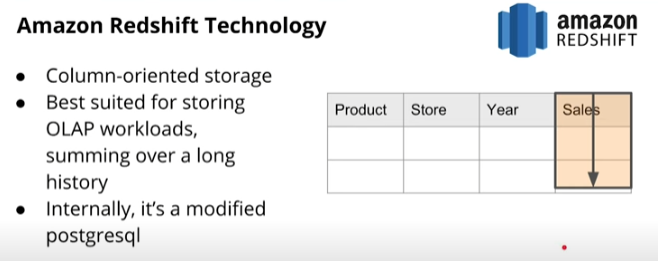 Amazon Redshift Technology
amazon
REDSHIFT
● Column-oriented storage
● Best suited for storing
OLAP workloads,
summing over a long
history
● Internally, it's a modified
postgresql
Product Store Year Sales